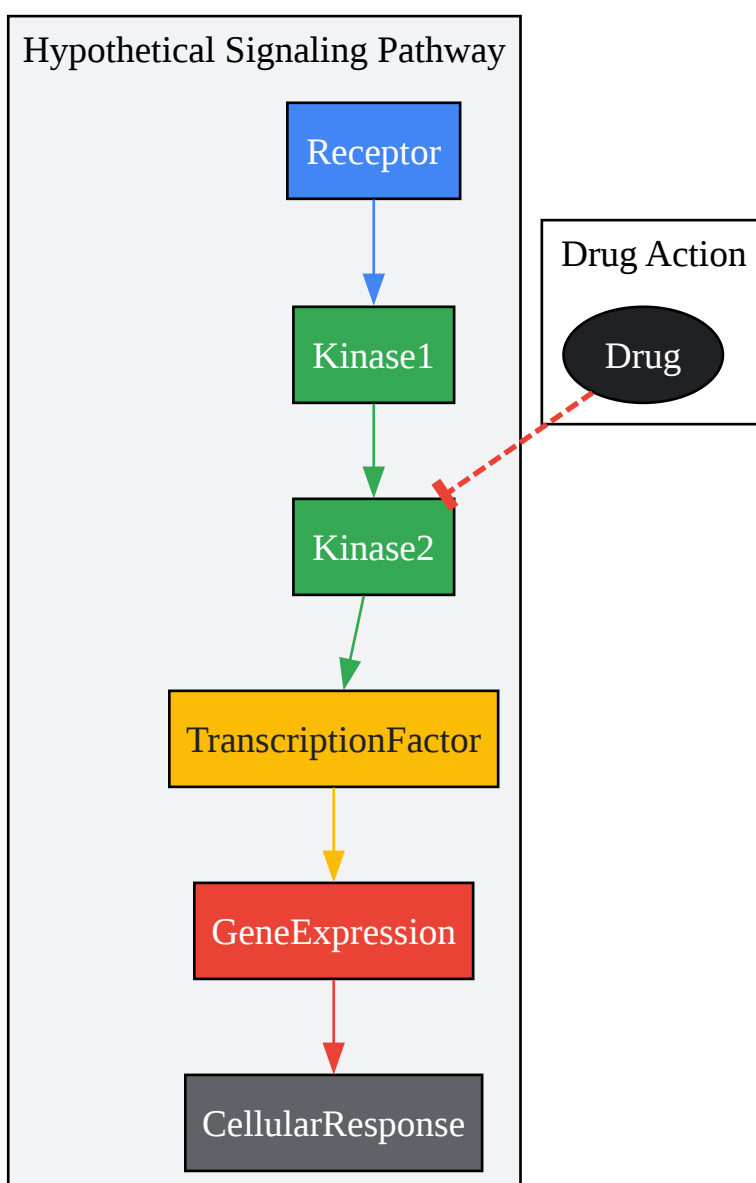 Hypothetical Signaling Pathway
Receptor
Drug Action
Kinase1
Drug
Kinase2
TranscriptionFactor
GeneExpression
CellularResponse